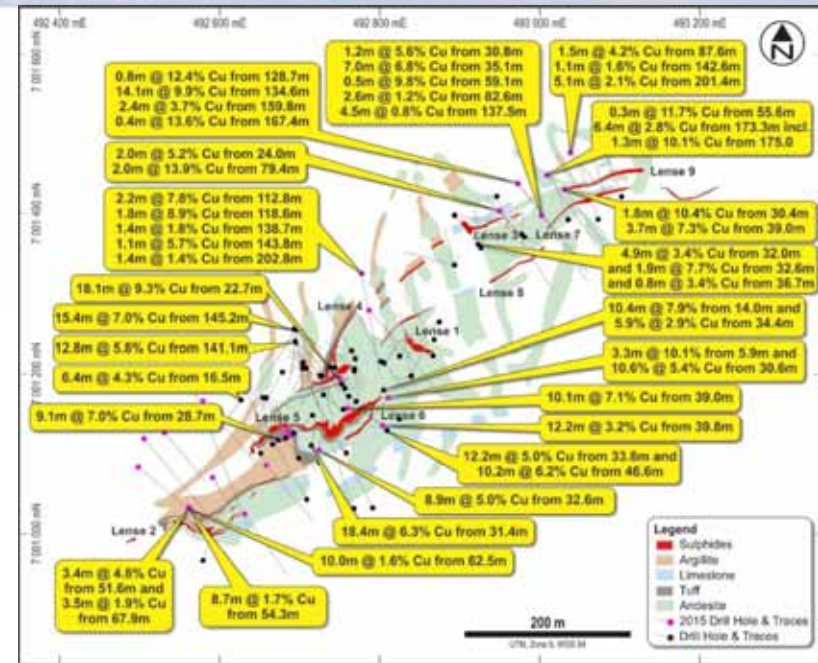 492 400 mE
492 600 mE
492 800 mE
493 000 mE
493 200 mE
7 001 600 mN
7 001 400 mN
7 001 200 mN
7 001 000 mN
N
0.8m @ 12.4% Cu from 128.7m
14.1m @ 9.9% Cu from 134.6m
2.4m @ 3.7% Cu from 159.8m
0.4m @ 13.6% Cu from 167.4m
1.2m @ 5.6% Cu from 30.8m
7.0m @ 6.8% Cu from 35.1m
0.5m @ 9.8% Cu from 59.1m
2.6m @ 1.2% Cu from 82.6m
4.5m @ 0.8% Cu from 137.5m
1.5m @ 4.2% Cu from 87.6m
1.1m @ 1.6% Cu from 142.6m
5.1m @ 2.1% Cu from 201.4m
0.3m @ 11.7% Cu from 55.6m
6.4m @ 2.8% Cu from 173.3m incl.
1.3m @ 10.1% Cu from 175.0
2.0m @ 5.2% Cu from 24.0m
2.0m @ 13.9% Cu from 79.4m
2.2m @ 7.8% Cu from 112.8m
1.8m @ 8.9% Cu from 118.6m
1.4m @ 1.8% Cu from 138.7m
1.1m @ 5.7% Cu from 143.8m
1.4m @ 1.4% Cu from 202.8m
Lense 9
Lense 3
Lense 7
1.8m @ 10.4% Cu from 30.4m
3.7m @ 7.3% Cu from 39.0m
4.9m @ 3.4% Cu from 32.0m
and 1.9m @ 7.7% Cu from 32.6m
and 0.8m @ 3.4% Cu from 36.7m
Lense 8
18.1m @ 9.3% Cu from 22.7m
Lense 4
15.4m @ 7.0% Cu from 145.2m
Lense 1
10.4m @ 7.9% from 14.0m and
5.9% @ 2.9% Cu from 34.4m
12.8m @ 5.8% Cu from 141.1m
3.3m @ 10.1% from 5.9m and
10.6% @ 5.4% Cu from 30.6m
6.4m @ 4.3% Cu from 16.5m
10.1m @ 7.1% Cu from 39.0m
9.1m @ 7.0% Cu from 28.7m
Lense 5
Lense 6
12.2m @ 3.2% Cu from 39.8m
12.2m @ 5.0% Cu from 33.8m and
10.2m @ 6.2% Cu from 46.6m
8.9m @ 5.0% Cu from 32.6m
18.4m @ 6.3% Cu from 31.4m
Lense 2
10.0m @ 1.6% Cu from 62.5m
3.4m @ 4.8% Cu
from 51.6m and
3.5m @ 1.9% Cu
from 67.9m
8.7m @ 1.7% Cu
from 54.3m
Legend
Sulphides
Argillite
Limestone
Tuff
Andesite
2015 Drill Hole & Traces
Drill Hole & Traces
200 m